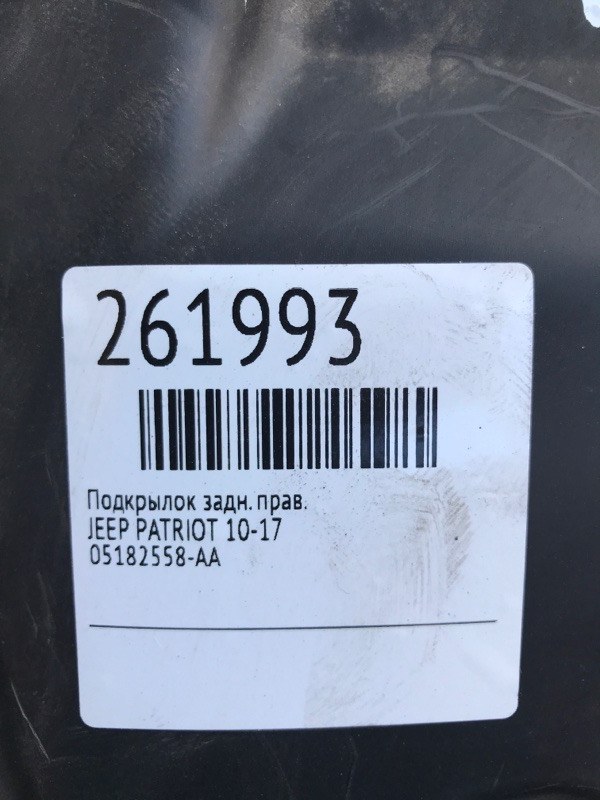 261993
Подкрылок задн. прав.
JEEP PATRIOT 10-17
05182558-AA